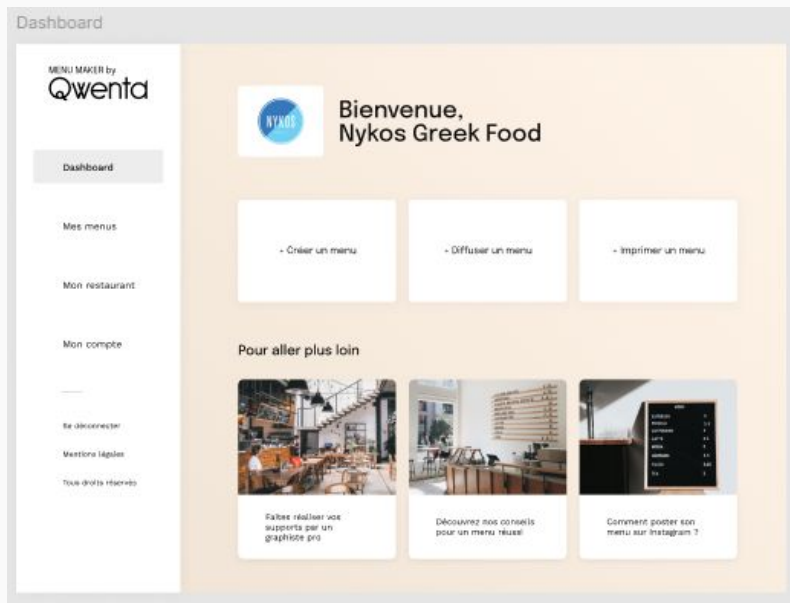 Dashboard
MENU MAKER by
Qwenta
Dashboard
Mes menus
Mon restaurant
Mon compte
Se déconnecter
Mentions légales
Tous droits réservés
NYKOS
Bienvenue,
Nykos Greek Food
- Créer un menu
- Diffuser un menu
- Imprimer un menu
Pour aller plus loin
Faites réaliser vos
supports par un
graphiste pro
Découvrez nos conseils
pour un menu réussi
Comment poster son
menu sur Instagram ?